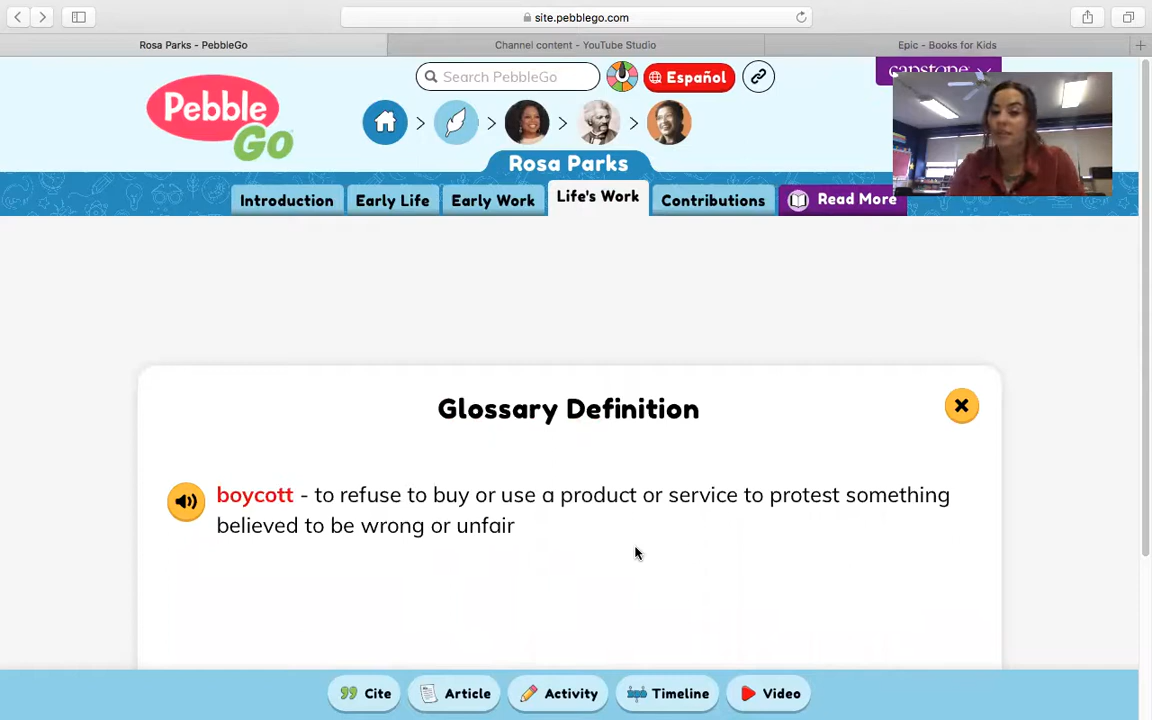 site.pebblego.com
Rosa Parks - PebbleGo
Channel content - YouTube Studio
Epic - Books for Kids
Pebble
Go
Search PebbleGo
Español
capstone
Rosa Parks
Introduction
Early Life
Early Work
Life's Work
Contributions
Read More
Glossary Definition
boycott - to refuse to buy or use a product or service to protest something
believed to be wrong or unfair
Cite
Article
Activity
Timeline
Video